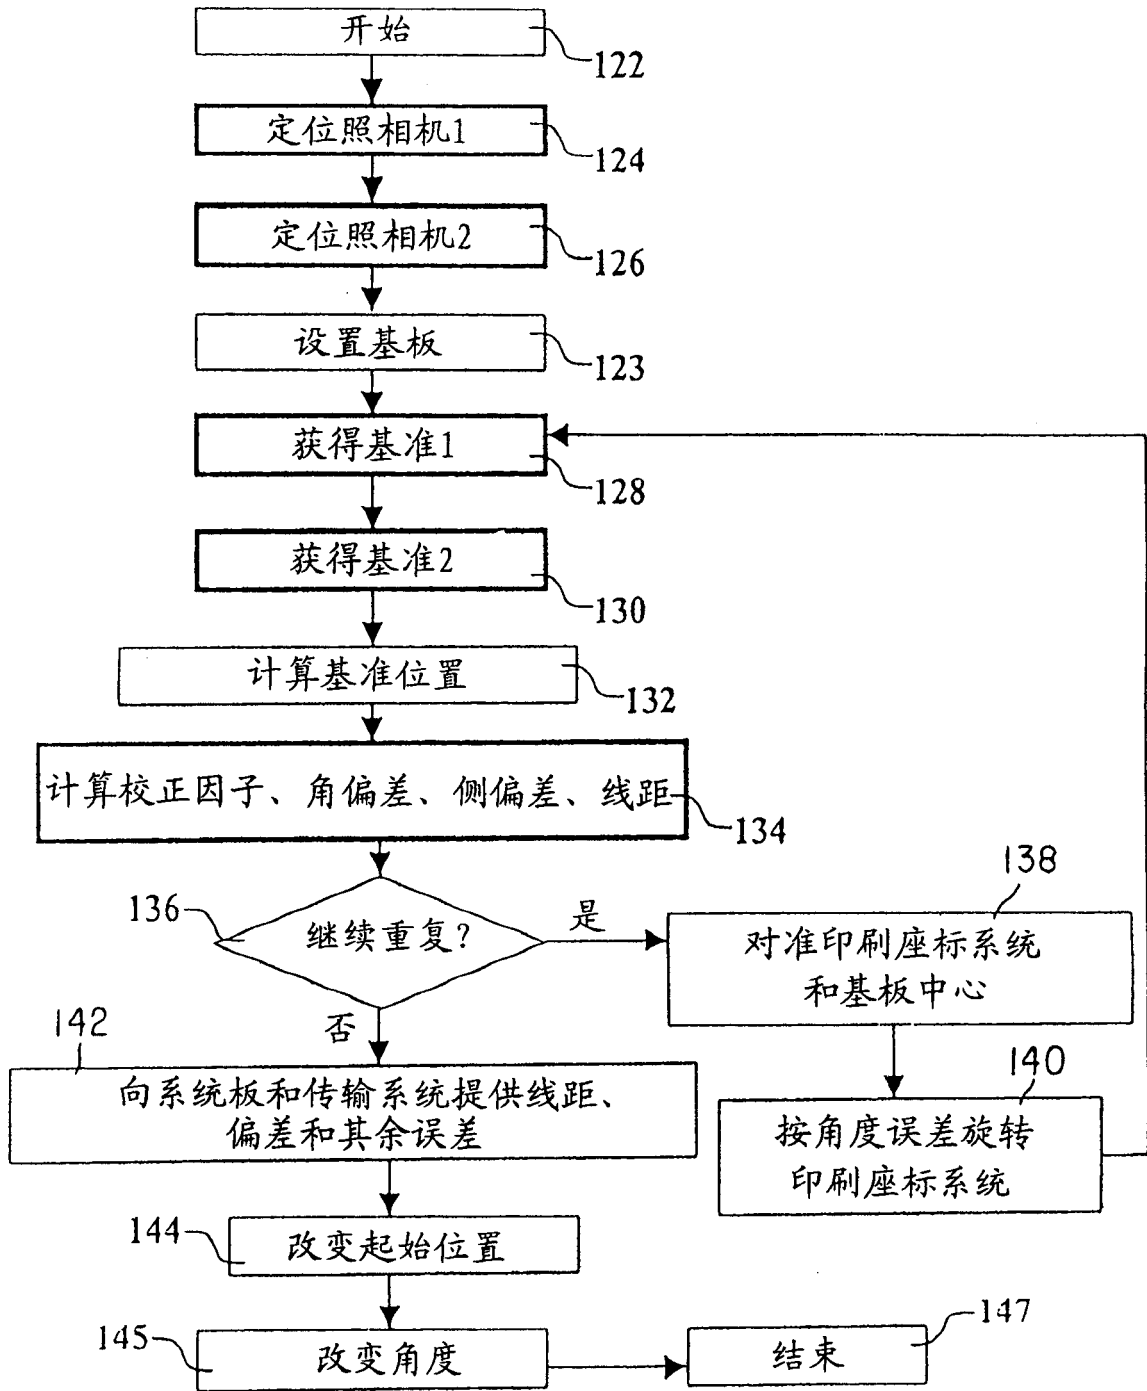 开始
122
定位照相机1
124
定位照相机2
126
设置基板
123
获得基准1
128
获得基准2
130
计算基准位置
132
计算校正因子、角偏差、侧偏差、线距
134
136
继续重复?
是
138
对准印刷座标系统
和基板中心
否
142
向系统板和传输系统提供线距、
偏差和其余误差
140
按角度误差旋转
印刷座标系统
144
改变起始位置
145
改变角度
147
结束